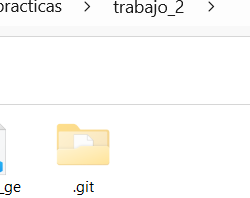 practicas > trabajo_2 >
_ge
.git